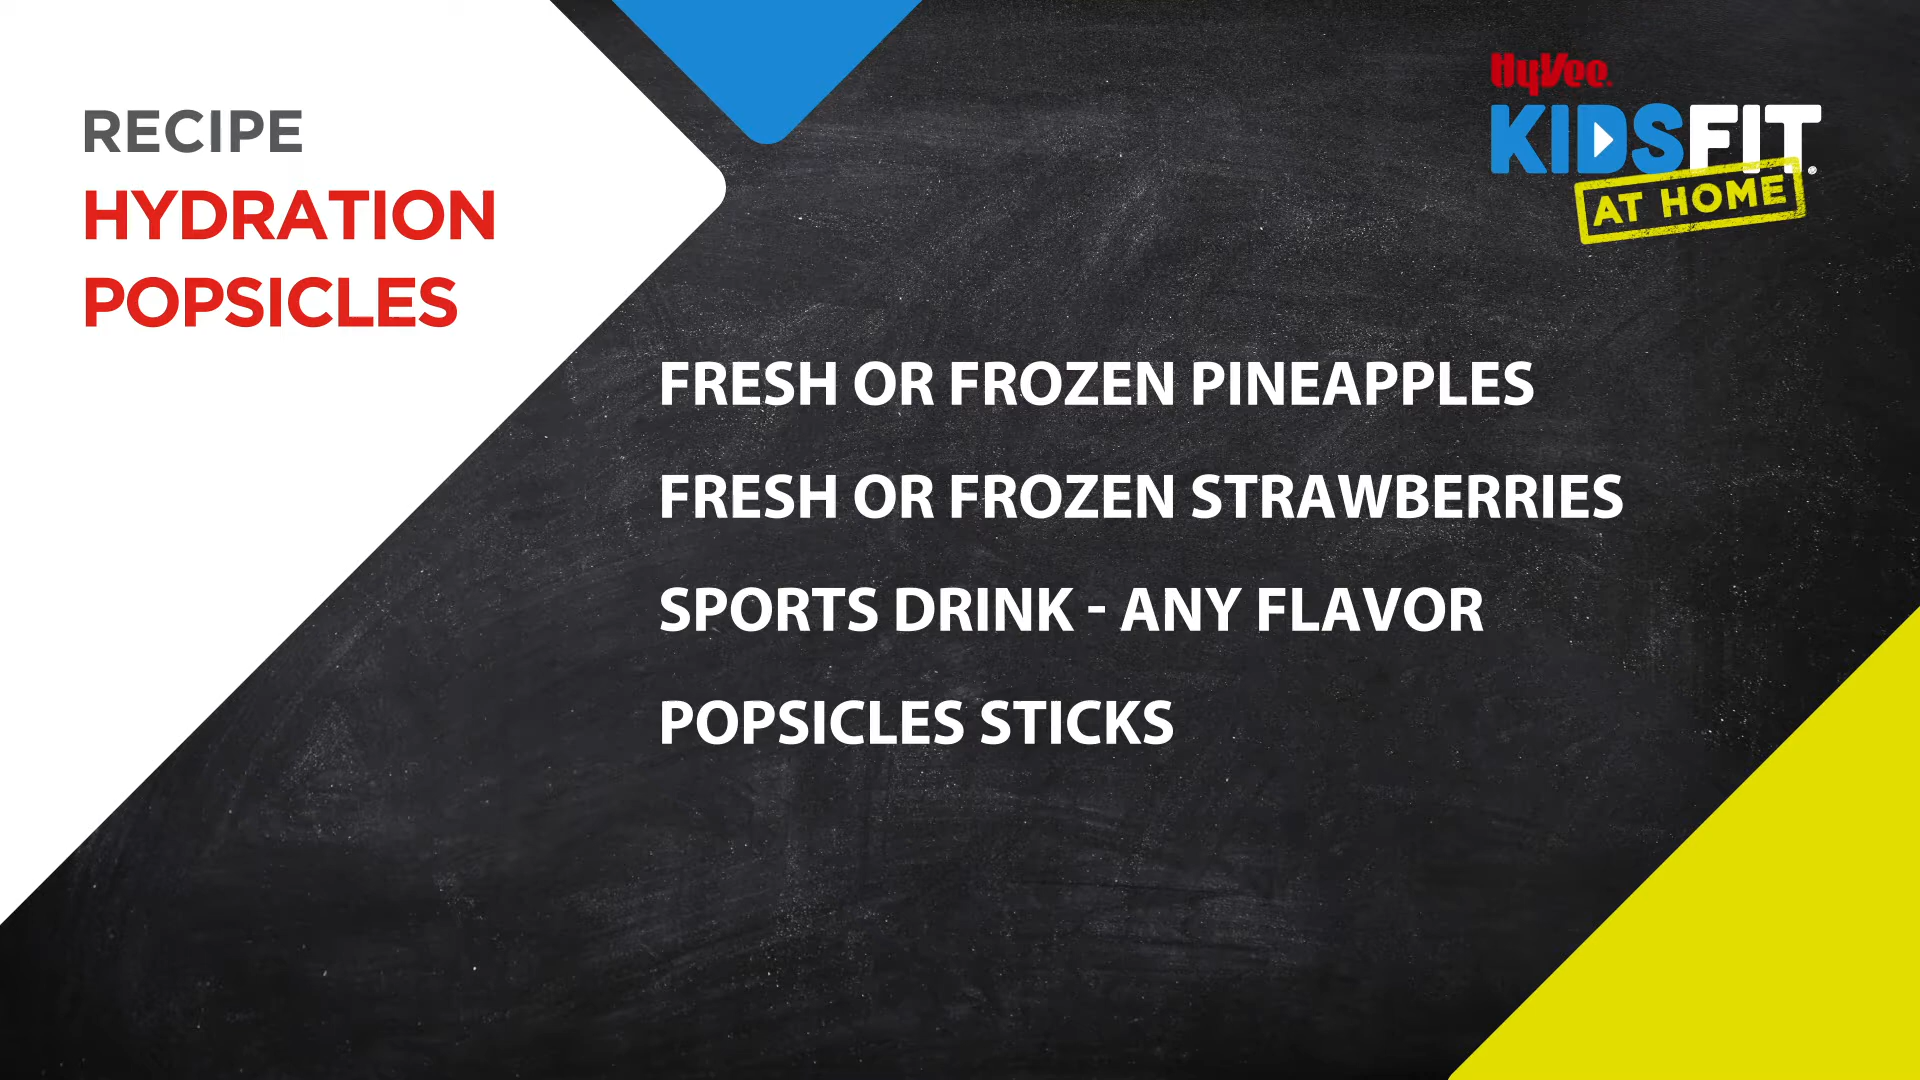 RECIPE
HYDRATION
POPSICLES
HyVee.
KIDSFIT®
AT HOME
FRESH OR FROZEN PINEAPPLES
FRESH OR FROZEN STRAWBERRIES
SPORTS DRINK - ANY FLAVOR
POPSICLES STICKS